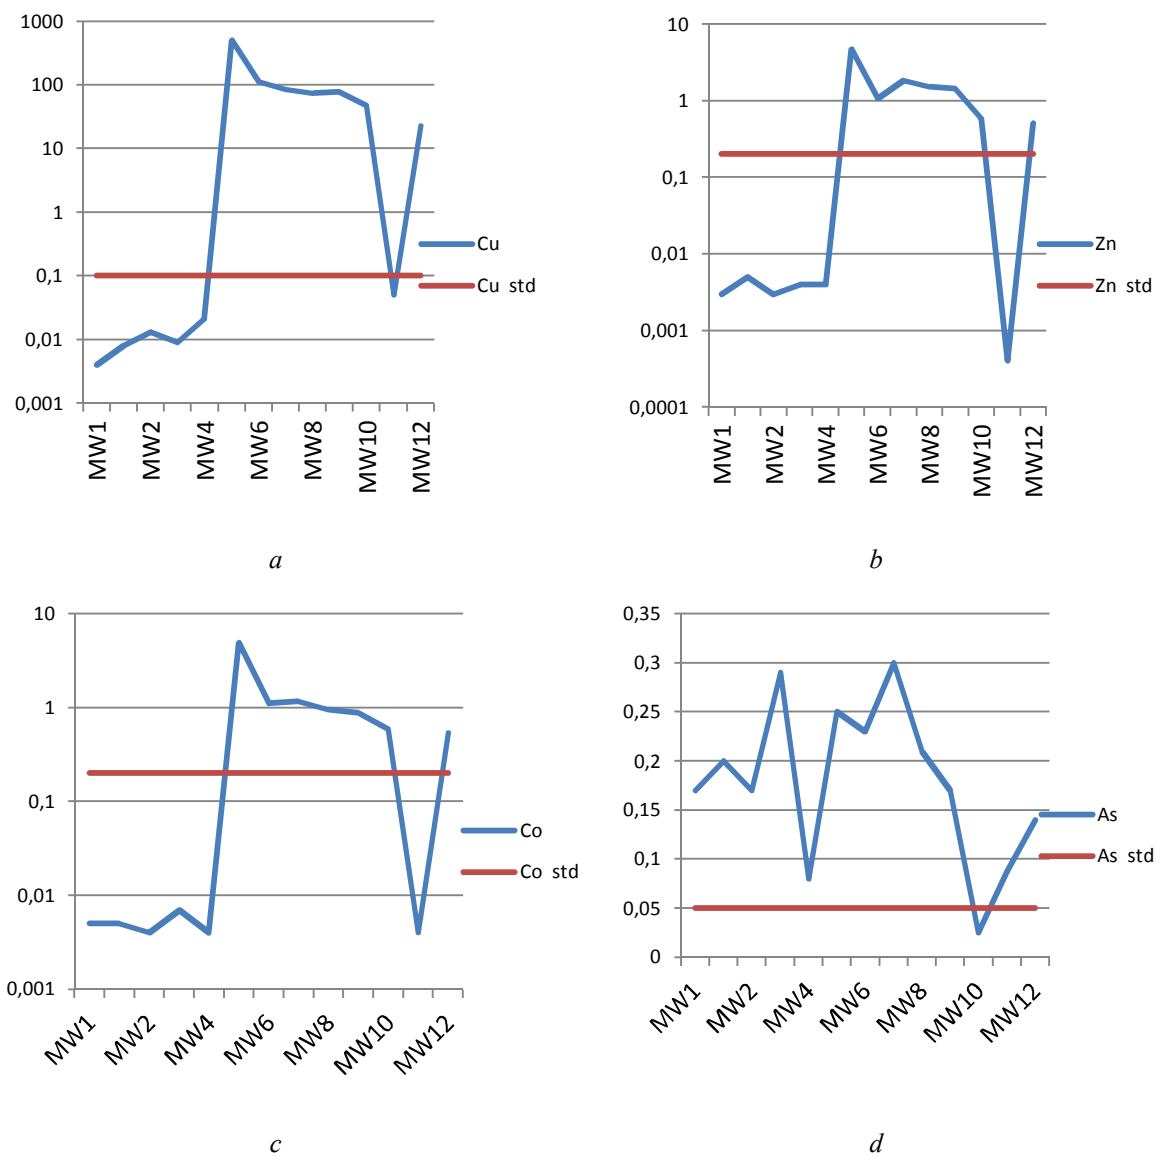 1000
100
10
1
0,1
0,01
0,001
Cu
Cu std
MW1
MW2
MW4
MW6
MW8
MW10
MW12
a
10
1
0,1
0,01
0,001
0,0001
Zn
Zn std
MW1
MW2
MW4
MW6
MW8
MW10
MW12
b
10
1
0,1
0,01
0,001
Co
Co std
MW1
MW2
MW4
MW6
MW8
MW10
MW12
c
0,35
0,3
0,25
0,2
0,15
0,1
0,05
0
As
As std
MW1
MW2
MW4
MW6
MW8
MW10
MW12
d